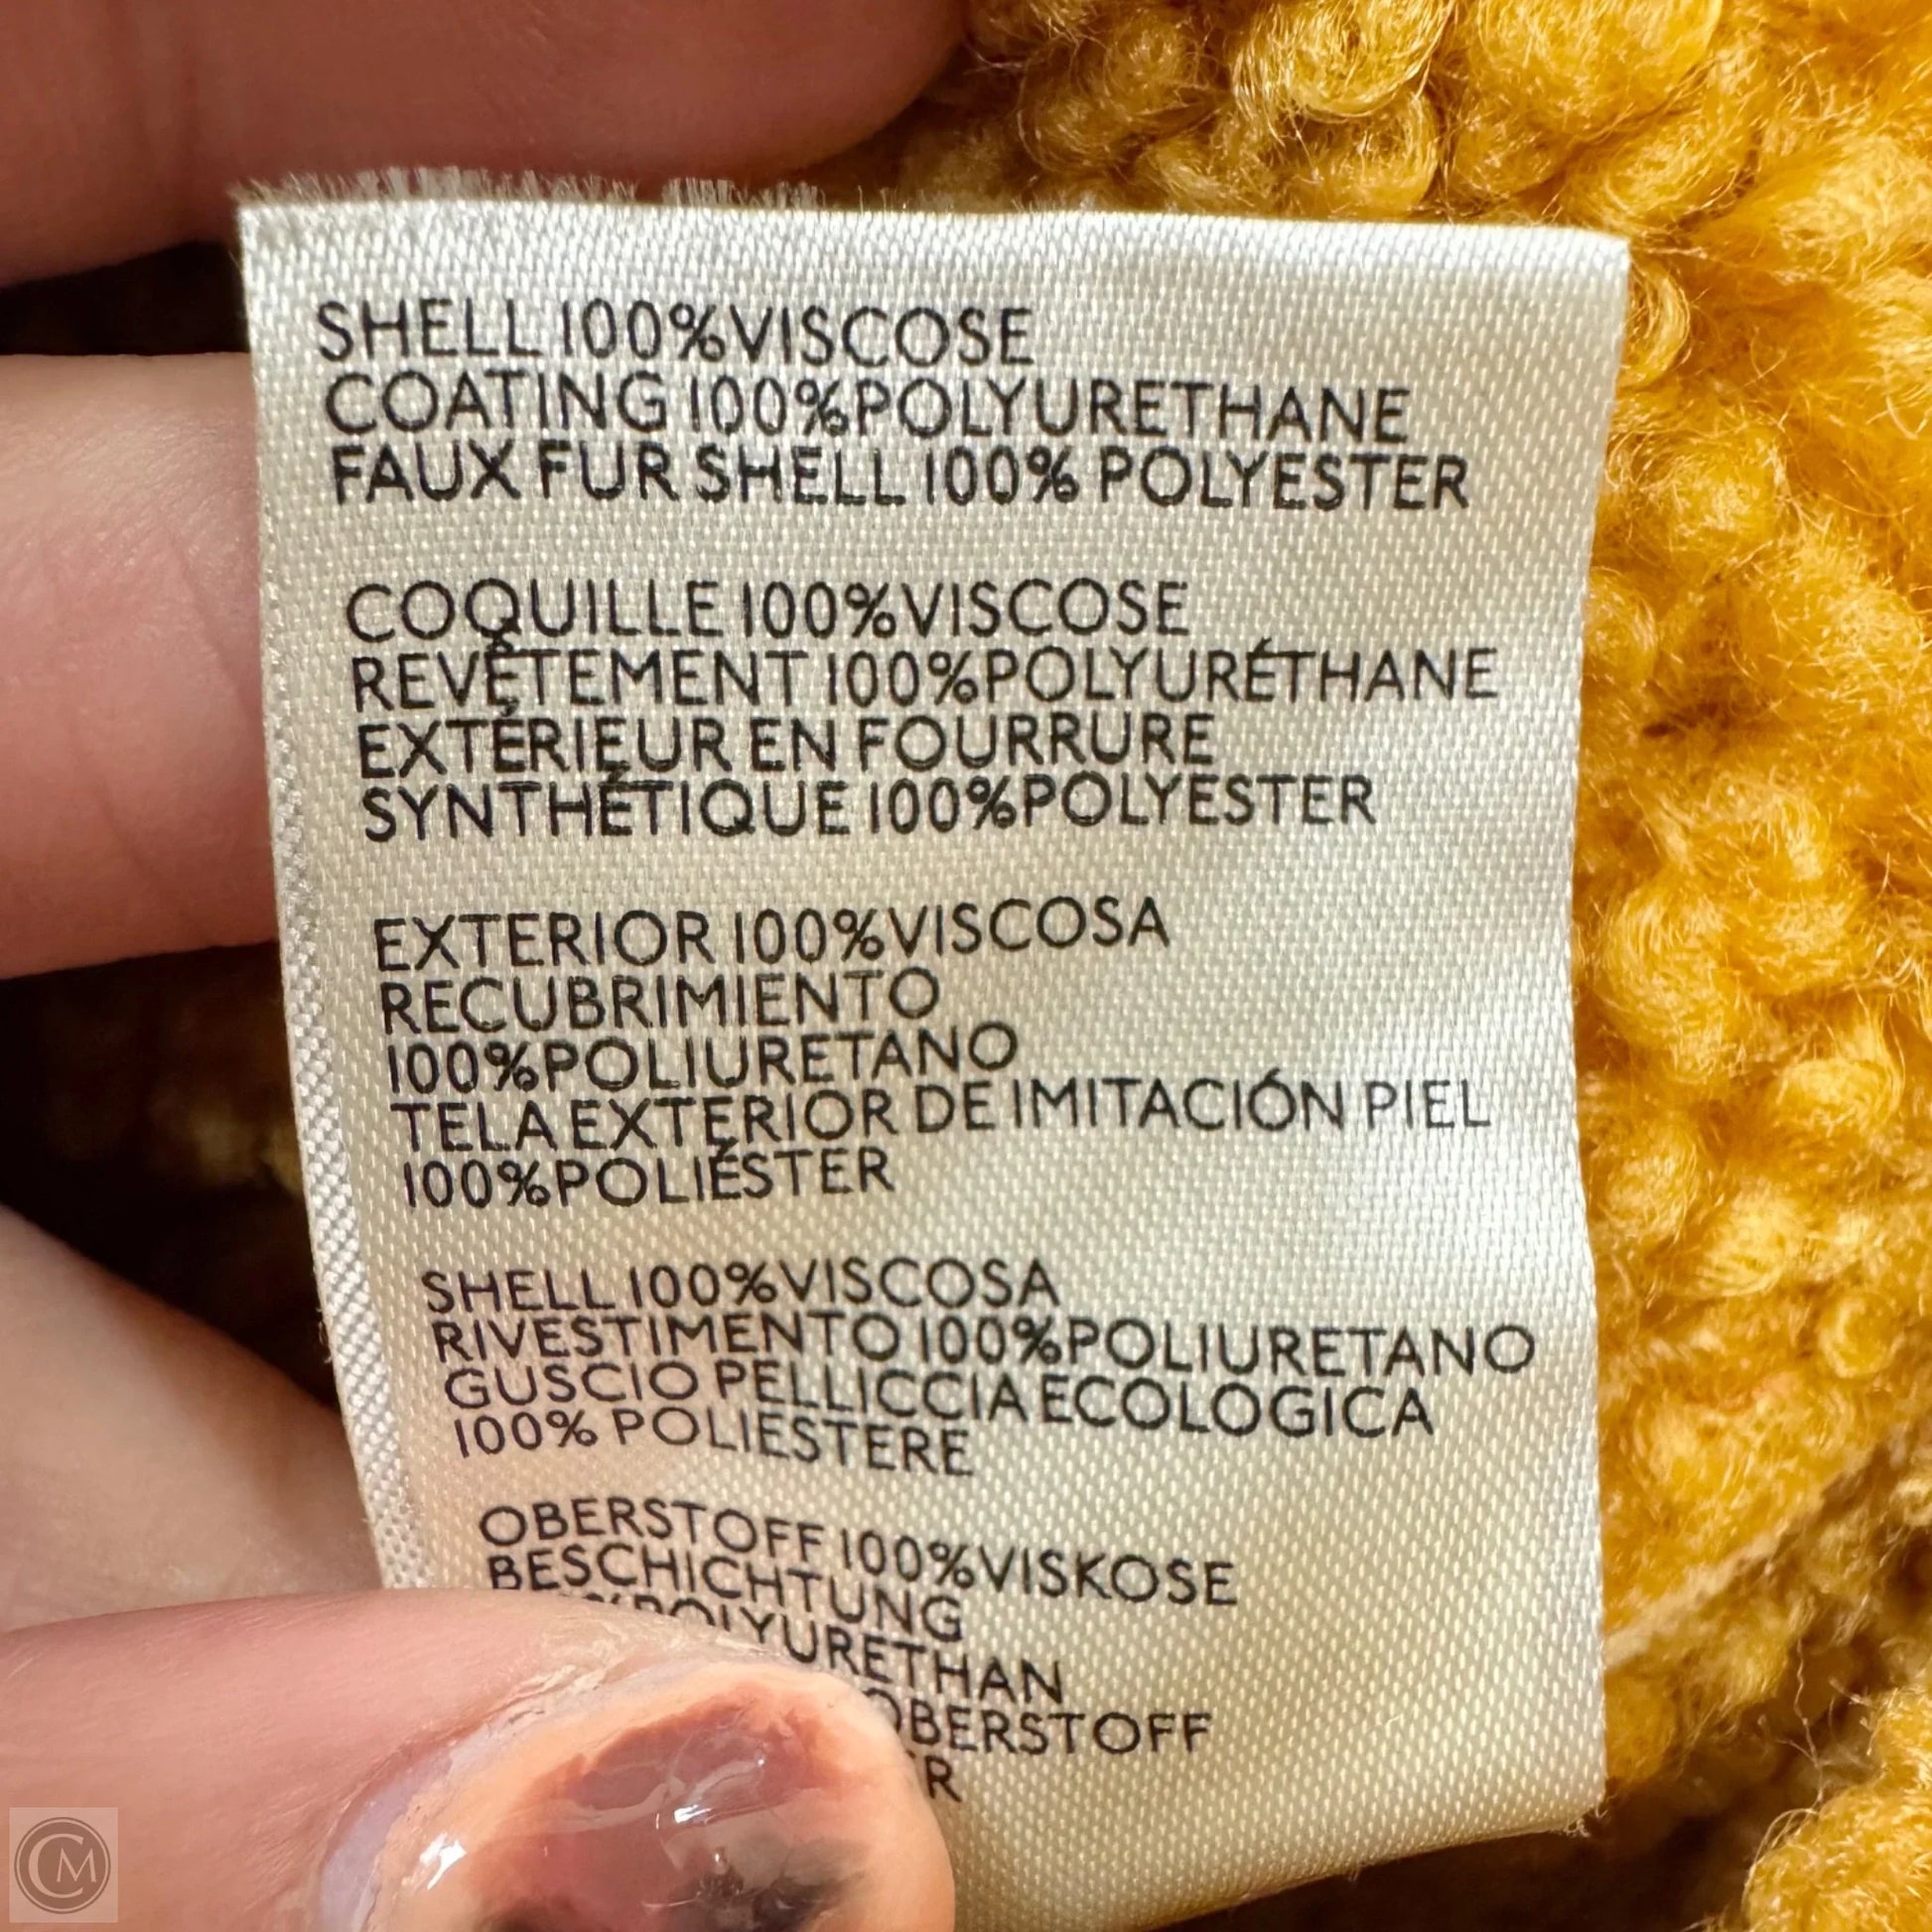 SHELL 100%VISCOSE
COATING 100%POLYURETHANE
FAUX FUR SHELL 100% POLYESTER
COQUILLE 100%VISCOSE
REVÊTEMENT 100%POLYURÉTHANE
EXTÉRIEUR EN FOURRURE
SYNTHÉTIQUE 100%POLYESTER
EXTERIOR 100%VISCOSA
RECUBRIMIENTO
100%POLIURETANO
TELA EXTERIOR DE IMITACIÓN PIEL
100%POLIÉSTER
SHELL 100%VISCOSA
RIVESTIMENTO 100%POLIURETANO
GUSCIO PELLICCIA ECOLOGICA
100% POLIESTERE
OBERSTOFF 100%VISKOSE
BESCHICHTUNG
POLYURETHAN
OBERSTOFF
CM